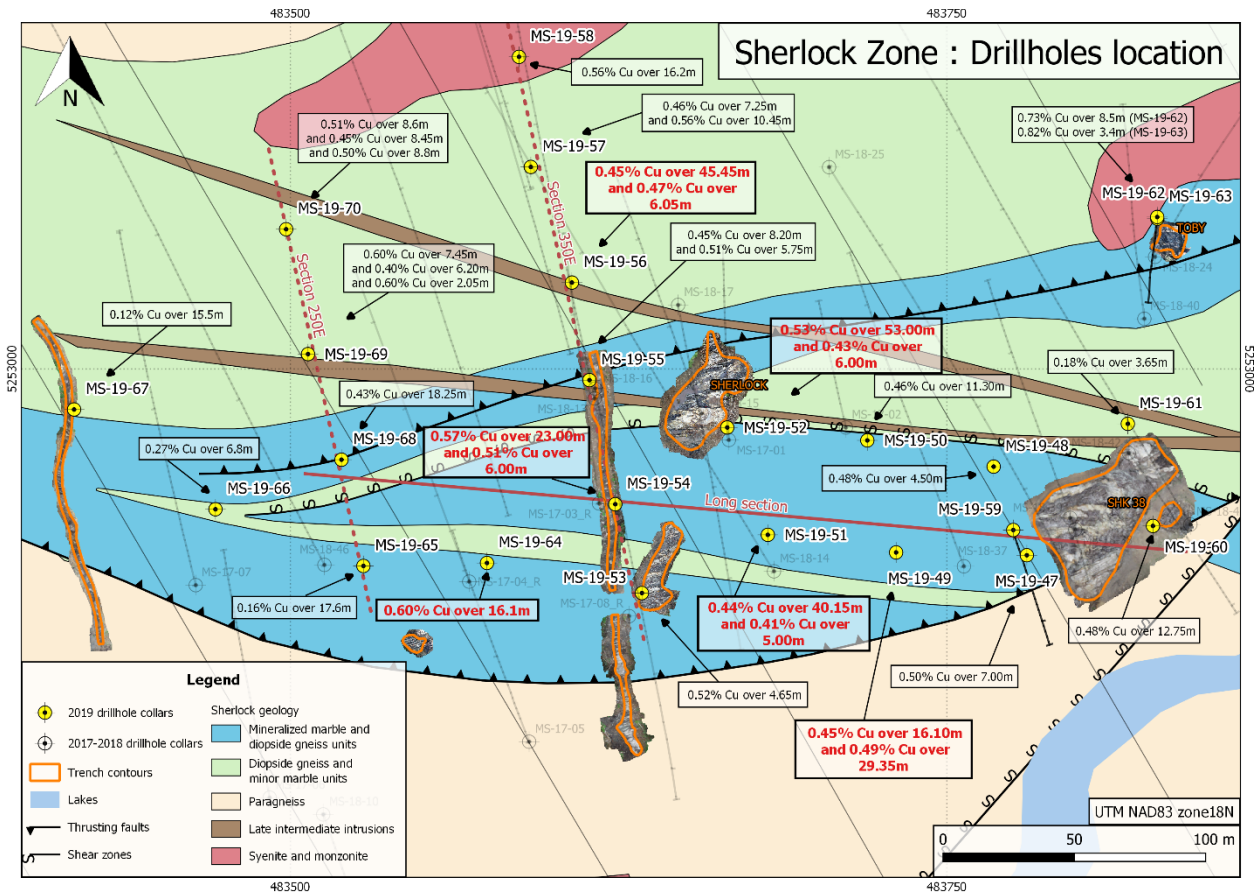 483500
483750
Sherlock Zone : Drillholes location
N
MS-19-58
0.56% Cu over 16.2m
0.46% Cu over 7.25m
and 0.56% Cu over 10.45m
0.51% Cu over 8.6m
and 0.45% Cu over 8.45m
and 0.50% Cu over 8.8m
0.73% Cu over 8.5m (MS-19-62)
0.82% Cu over 3.4m (MS-19-63)
MS-19-57
MS-18-25
0.45% Cu over 45.45m
and 0.47% Cu over
6.05m
Section 350E
MS-19-62
MS-19-63
TOBY
MS-19-70
0.45% Cu over 8.20m
and 0.51% Cu over 5.75m
Section 250E
0.60% Cu over 7.45m
and 0.40% Cu over 6.20m
and 0.60% Cu over 2.05m
MS-19-56
MS-18-24
MS-18-17
MS-18-40
0.12% Cu over 15.5m
0.53% Cu over 53.00m
and 0.43% Cu over
6.00m
MS-19-69
MS-19-55
0.18% Cu over 3.65m
5253000
5253000
MS-19-67
MS-18-16
SHERLOCK
0.46% Cu over 11.30m
MS-19-61
0.43% Cu over 18.25m
MS-19-68
0.57% Cu over 23.00m
and 0.51% Cu over
6.00m
MS-19-52
MS-17-01
MS-19-50
MS-19-48
0.27% Cu over 6.8m
0.48% Cu over 4.50m
MS-19-66
MS-19-54
Long section
MS-19-59
SHK 38
MS-17-03_R
MS-19-51
MS-19-60
MS-19-65
MS-19-64
MS-18-46
MS-17-07
MS-17-04_R
MS-19-53
MS-18-14
MS-18-37
MS-19-49
MS-19-47
0.16% Cu over 17.6m
0.60% Cu over 16.1m
MS-17-08_R
0.44% Cu over 40.15m
and 0.41% Cu over
5.00m
0.48% Cu over 12.75m
0.50% Cu over 7.00m
0.52% Cu over 4.65m
MS-17-05
0.45% Cu over 16.10m
and 0.49% Cu over
29.35m
Legend
2019 drillhole collars
2017-2018 drillhole collars
Trench contours
Lakes
Thrusting faults
Shear zones
Sherlock geology
Mineralized marble and
diopside gneiss units
Diopside gneiss and
minor marble units
Paragneiss
Late intermediate intrusions
Syenite and monzonite
UTM NAD83 zone18N
0 50 100 m
483500
483750